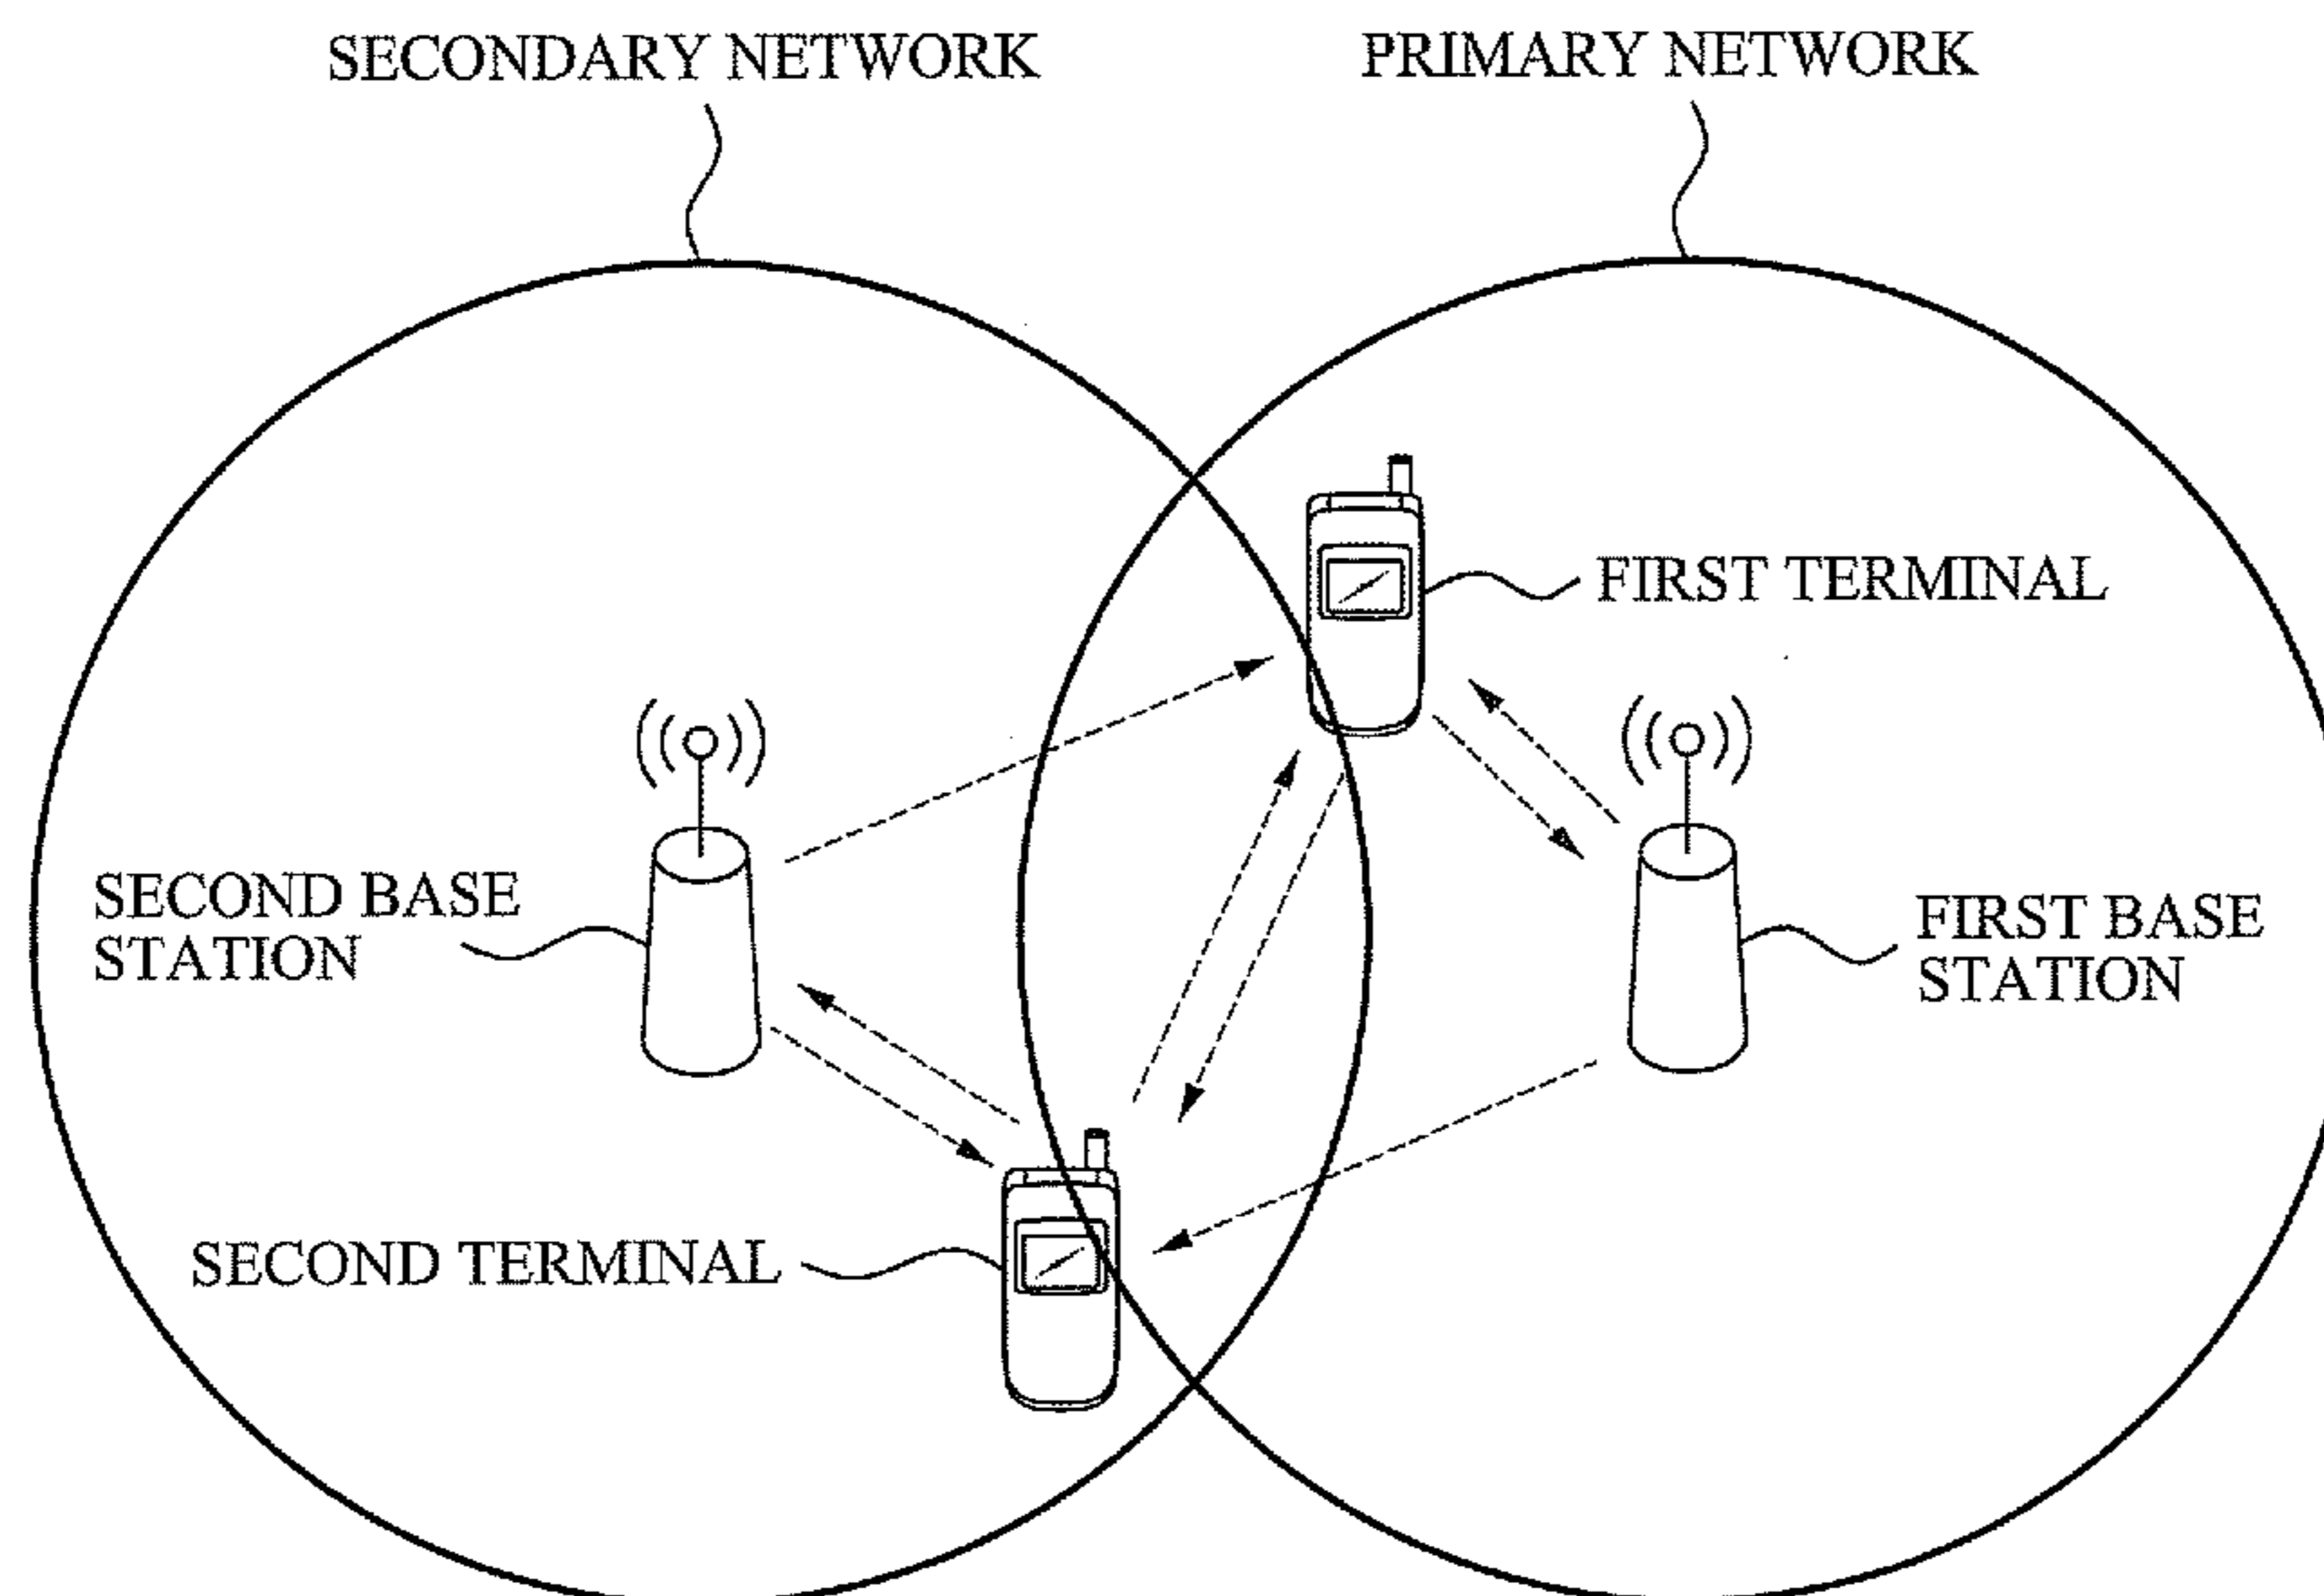 SECONDARY NETWORK
PRIMARY NETWORK
FIRST TERMINAL
SECOND BASE
STATION
FIRST BASE
STATION
SECOND TERMINAL